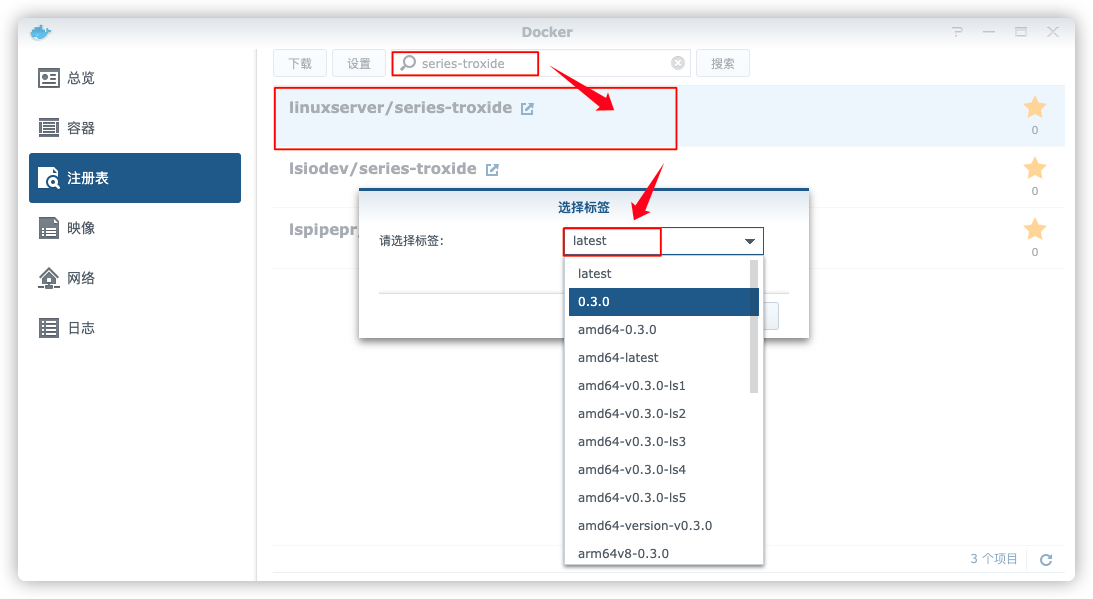 Docker
总览
容器
注册表
映像
网络
日志
下载
设置
series-troxide
搜索
linuxserver/series-troxide
0
lsiodev/series-troxide
0
lspipepr
0
选择标签
请选择标签:
latest
latest
0.3.0
amd64-0.3.0
amd64-latest
amd64-v0.3.0-ls1
amd64-v0.3.0-ls2
amd64-v0.3.0-ls3
amd64-v0.3.0-ls4
amd64-v0.3.0-ls5
amd64-version-v0.3.0
arm64v8-0.3.0
3 个项目